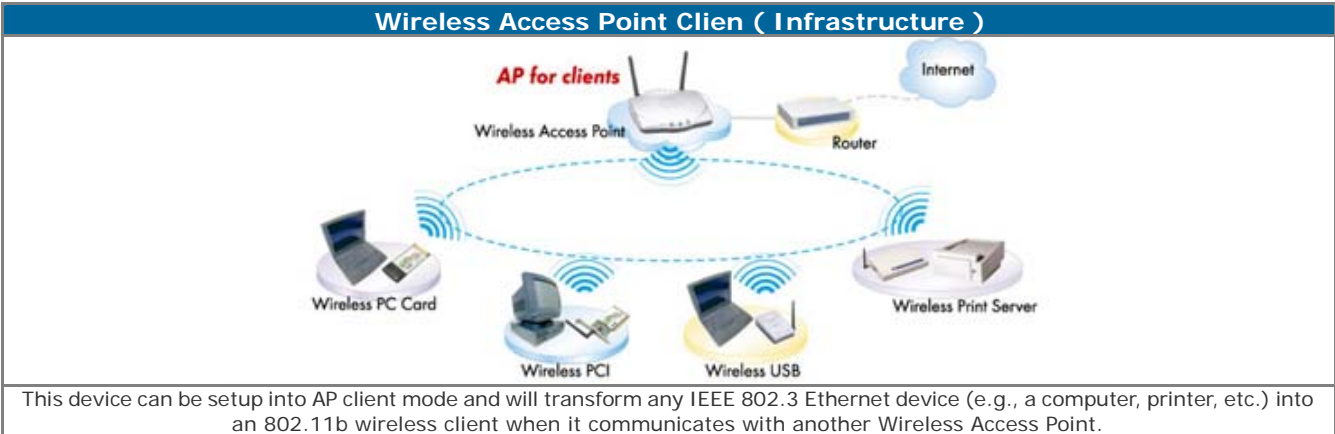 Wireless Access Point Clien ( Infrastructure )
AP for clients
Internet
Wireless Access Point
Router
Wireless PC Card
Wireless Print Server
Wireless PCI
Wireless USB
This device can be setup into AP client mode and will transform any IEEE 802.3 Ethernet device (e.g., a computer, printer, etc.) into
an 802.11b wireless client when it communicates with another Wireless Access Point.